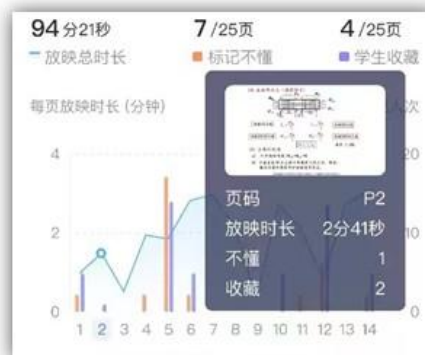 94分21秒 7/25页 4/25页
放映总时长 标记不懂 学生收藏
每页放映时长 (分钟) 人次
4 20
2 10
0 0
页码 P2
放映时长 2分41秒
不懂 1
收藏 2
1 2 3 4 5 6 7 8 9 10 11 12 13 14